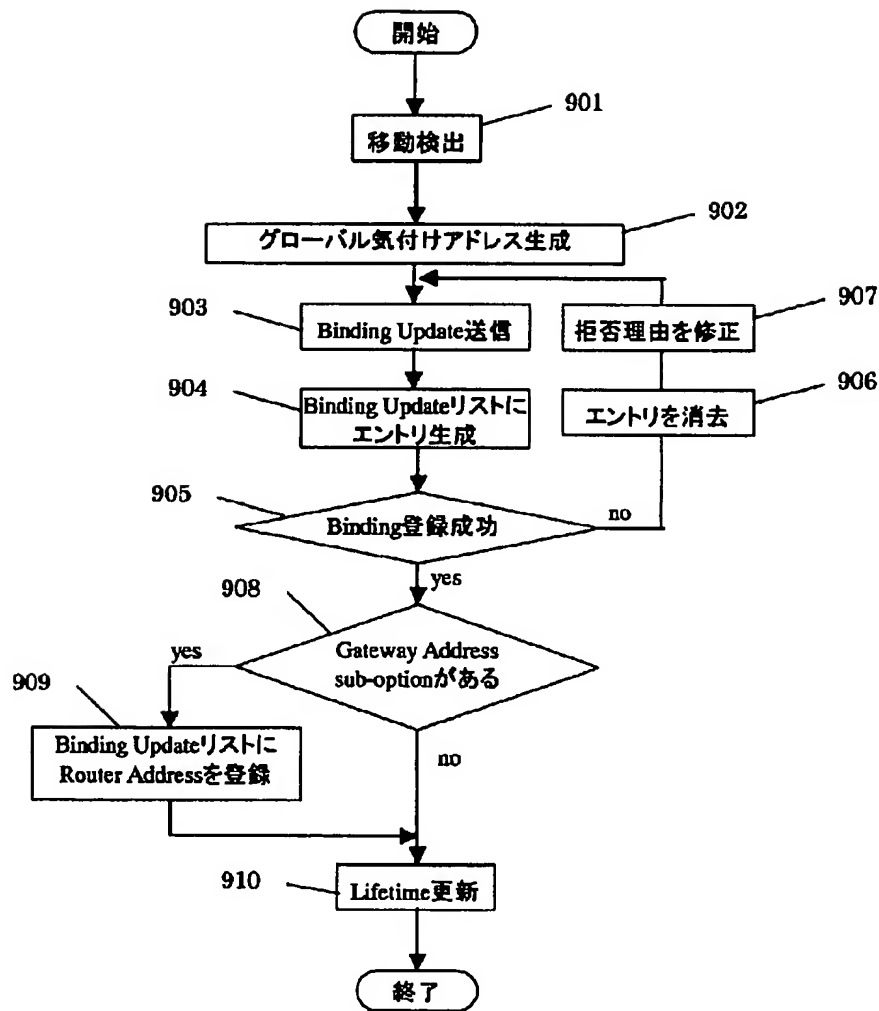 開始
901
移動検出
902
グローバル気付けアドレス生成
903
Binding Update送信
907
拒否理由を修正
904
Binding Updateリストに
エントリ生成
906
エントリを消去
905
Binding登録成功
no
yes
908
Gateway Address
sub-optionがある
yes
909
Binding Updateリストに
Router Addressを登録
no
910
Lifetime更新
終了